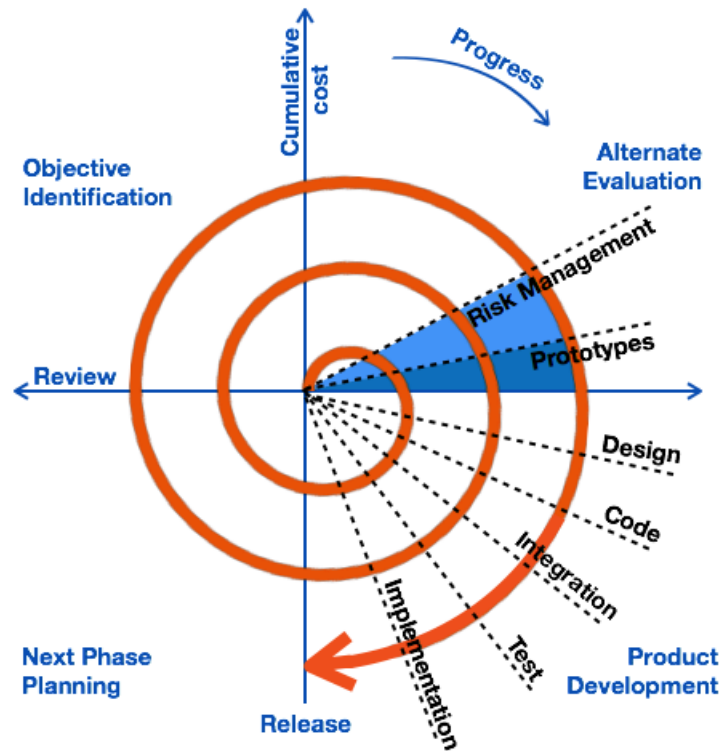 Cumulative
cost
Progress
Objective
Identification
Alternate
Evaluation
Risk Management
Prototypes
Review
Design
Code
Integration
Test
Implementation
Next Phase
Planning
Product
Development
Release